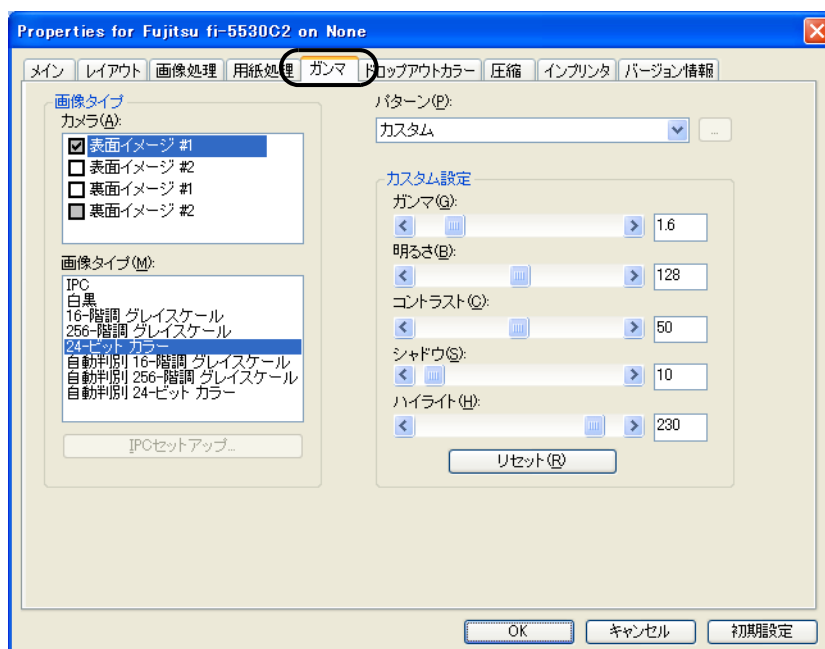 Properties for Fujitsu fi-5530C2 on None
メイン レイアウト 画像処理 用紙処理 ガンマ ドロップアウトカラー 圧縮 インプリンタ バージョン情報
画像タイプ
カメラ(A):
表面イメージ #1
表面イメージ #2
裏面イメージ #1
裏面イメージ #2
画像タイプ(M):
IPC
白黒
16-階調 グレイスケール
256-階調 グレイスケール
24-ビット カラー
自動判別 16-階調 グレイスケール
自動判別 256-階調 グレイスケール
自動判別 24-ビット カラー
IPCセットアップ...
パターン(P):
カスタム
...
カスタム設定
ガンマ(G):
1.6
明るさ(B):
128
コントラスト(C):
50
シャドウ(S):
10
ハイライト(H):
230
リセット(R)
OK キャンセル 初期設定